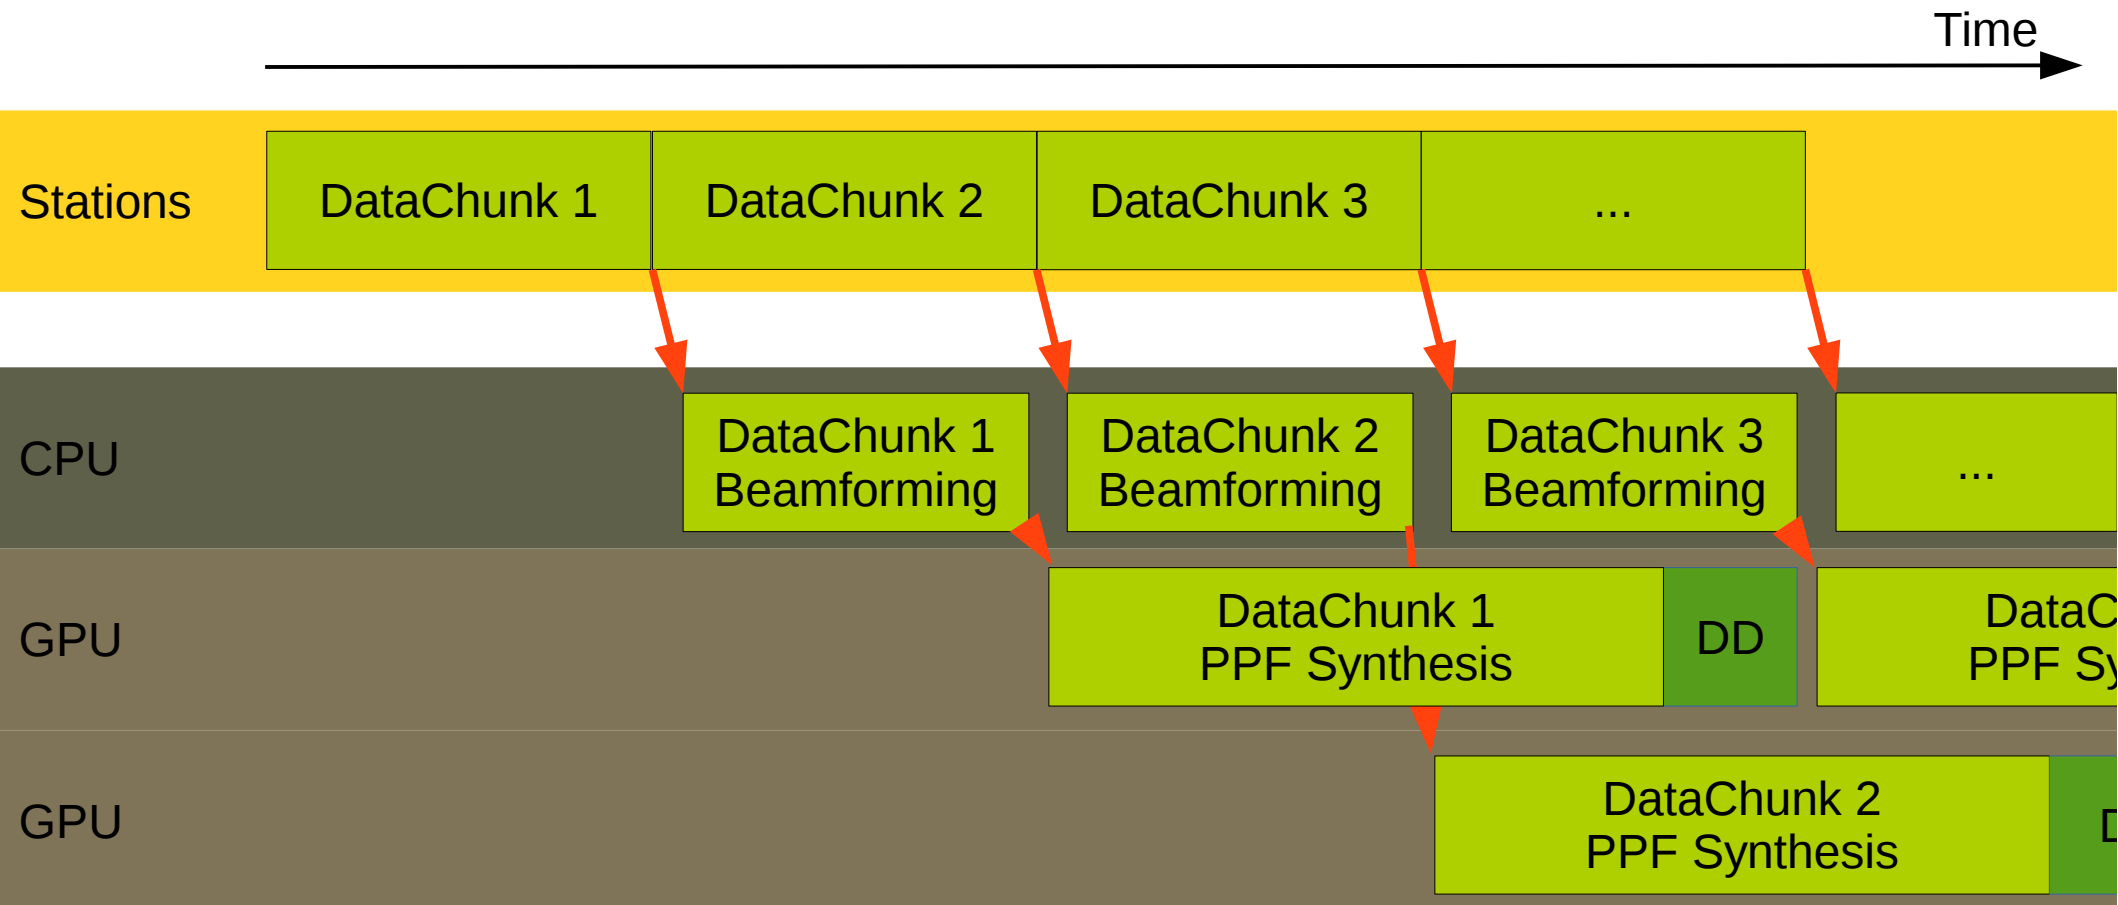 Time
Stations
DataChunk 1
DataChunk 2
DataChunk 3
...
CPU
DataChunk 1
Beamforming
DataChunk 2
Beamforming
DataChunk 3
Beamforming
...
GPU
DataChunk 1
PPF Synthesis
DD
GPU
DataChunk 2
PPF Synthesis